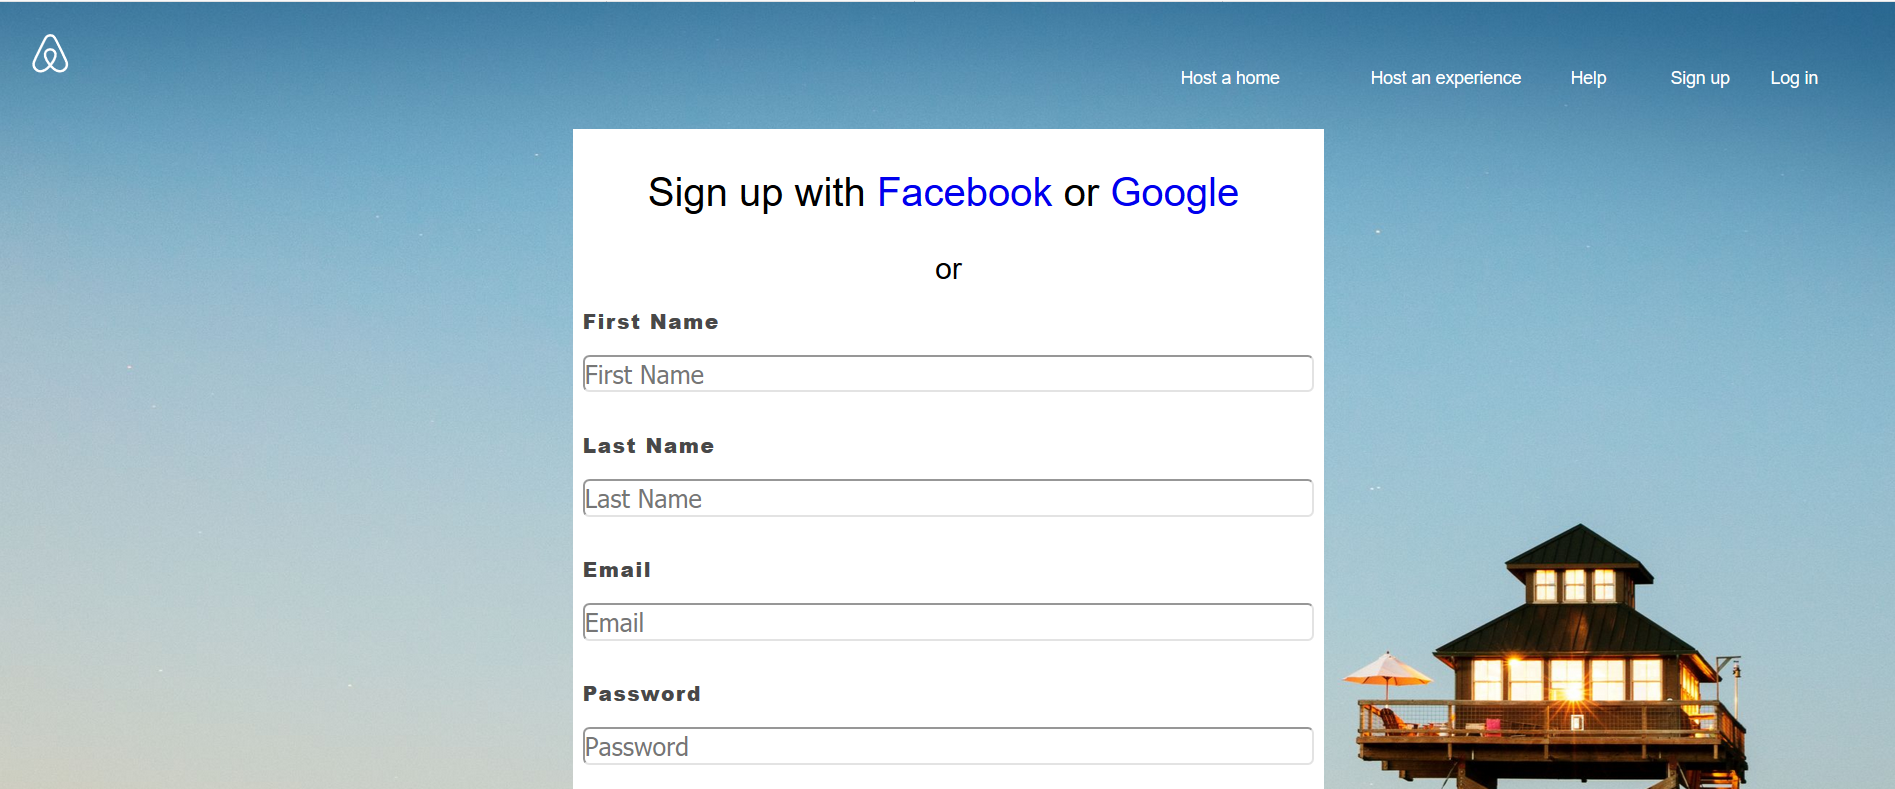 Host a home Host an experience Help Sign up Log in
Sign up with Facebook or Google
or
First Name
First Name
Last Name
Last Name
Email
Email
Password
Password